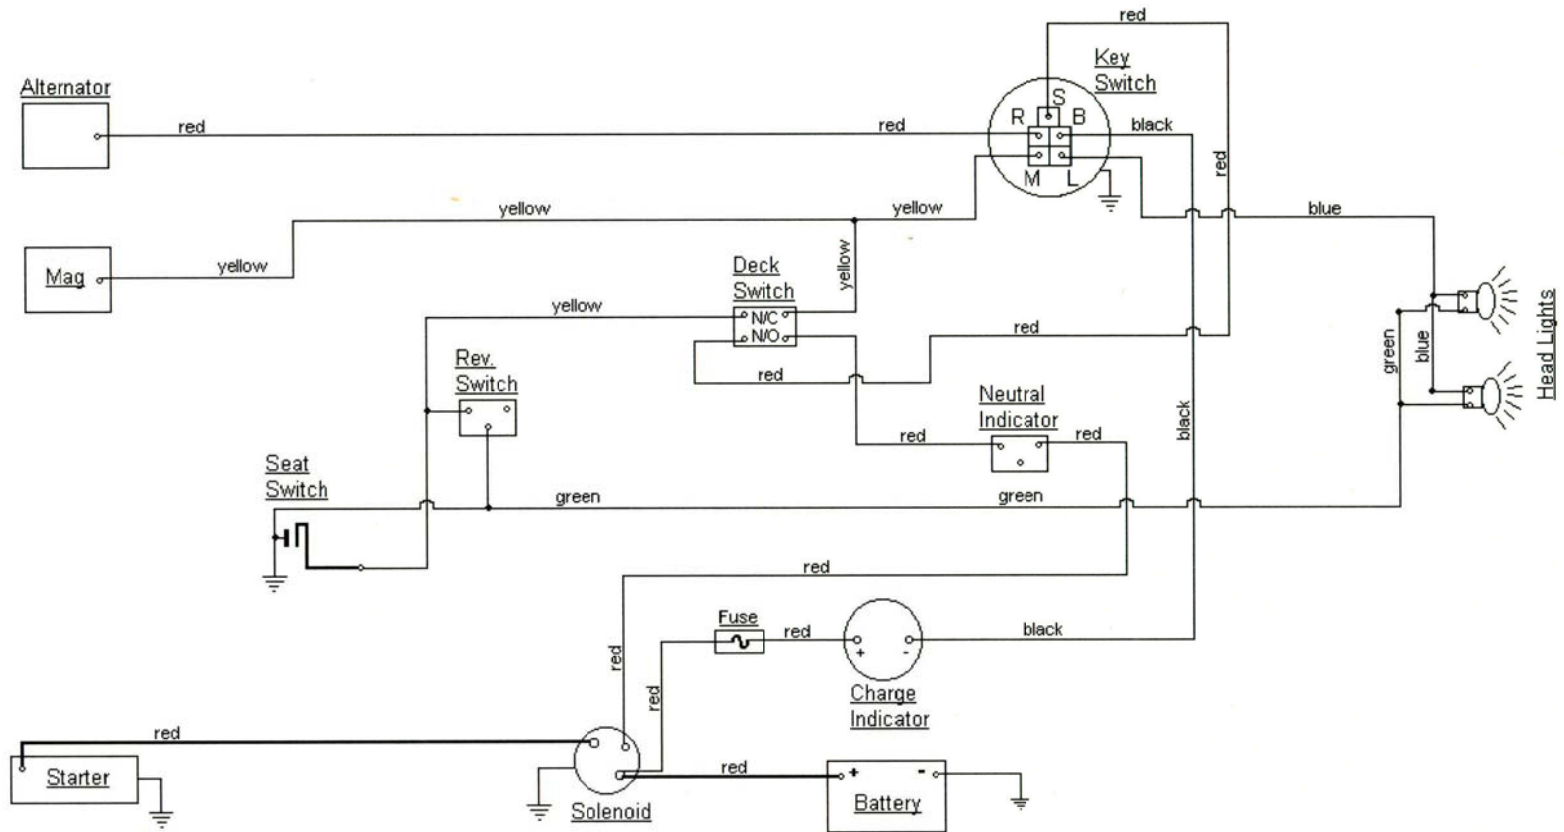 red
Key
Switch
Alternator
S
R
B
red
red
black
M
L
red
yellow
yellow
blue
Mag
yellow
yellow
Deck
Switch
N/C
N/O
yellow
red
red
Rev.
Switch
green
blue
Head Lights
Neutral
Indicator
red
red
black
Seat
Switch
green
green
red
Fuse
red
black
+
-
red
red
Charge
Indicator
red
Starter
Solenoid
red
+
-
Battery